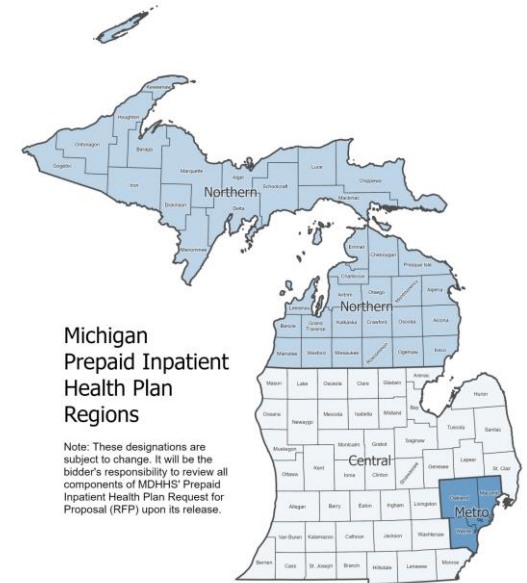 Keweenaw
Houghton
Ontonagon
Baraga
Gogebic
Iron
Marquette
Alger
Luce
Chippewa
Schoolcraft
Northern
Mackinac
Dickinson
Delta
Menominee
Emmet
Cheboygan
Presque Isle
Charlevoix
Antrim
Otsego
Montmorency
Alpena
Leelanau
Northern
Benzie
Grand
Traverse
Kalkaska
Crawford
Oscoda
Alcona
Manistee
Wexford
Missaukee
Roscommon
Ogemaw
Iosco
Michigan
Prepaid Inpatient
Health Plan
Regions
Note: These designations are
subject to change. It will be the
bidder's responsibility to review all
components of MDHHS' Prepaid
Inpatient Health Plan Request for
Proposal (RFP) upon its release.
Mason
Lake
Osceola
Clare
Gladwin
Arenac
Huron
Oceana
Newaygo
Mecosta
Isabella
Midland
Bay
Tuscola
Sanilac
Muskegon
Montcalm
Gratiot
Saginaw
Central
Ottawa
Kent
Ionia
Clinton
Shiawassee
Genesee
Lapeer
St. Clair
Allegan
Barry
Eaton
Ingham
Livingston
Oakland
Macomb
Metro
Van Buren
Kalamazoo
Calhoun
Jackson
Washtenaw
Wayne
Berrien
Cass
St. Joseph
Branch
Hillsdale
Lenawee
Monroe